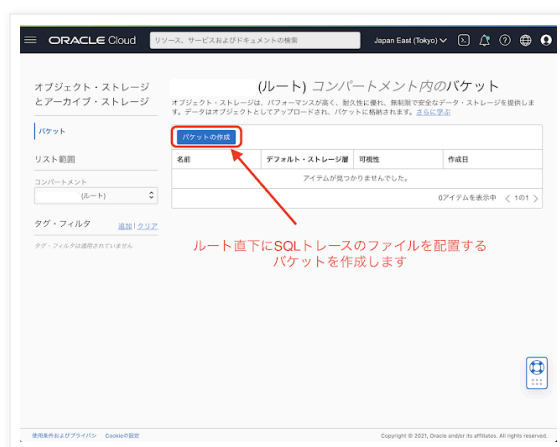 ORACLE Cloud
リソース、サービスおよびドキュメントの検索
Japan East (Tokyo)
オブジェクト・ストレージ
とアーカイブ・ストレージ
バケット
リスト範囲
コンパートメント
(ルート)
タグ・フィルタ 追加 | クリア
タグ・フィルタは適用されていません
(ルート) コンパートメント内のバケット
オブジェクト・ストレージは、パフォーマンスが高く、耐久性に優れ、無制限で安全なデータ・ストレージを提供しま
す。データはオブジェクトとしてアップロードされ、バケットに格納されます。さらに学ぶ
バケットの作成
名前 デフォルト・ストレージ層 可視性 作成日
アイテムが見つかりませんでした。
0アイテムを表示中 < 1の1 >
ルート直下にSQLトレースのファイルを配置する
バケットを作成します
使用条件およびプライバシ Cookieの設定
Copyright © 2021, Oracle and/or its affiliates. All rights reserved.